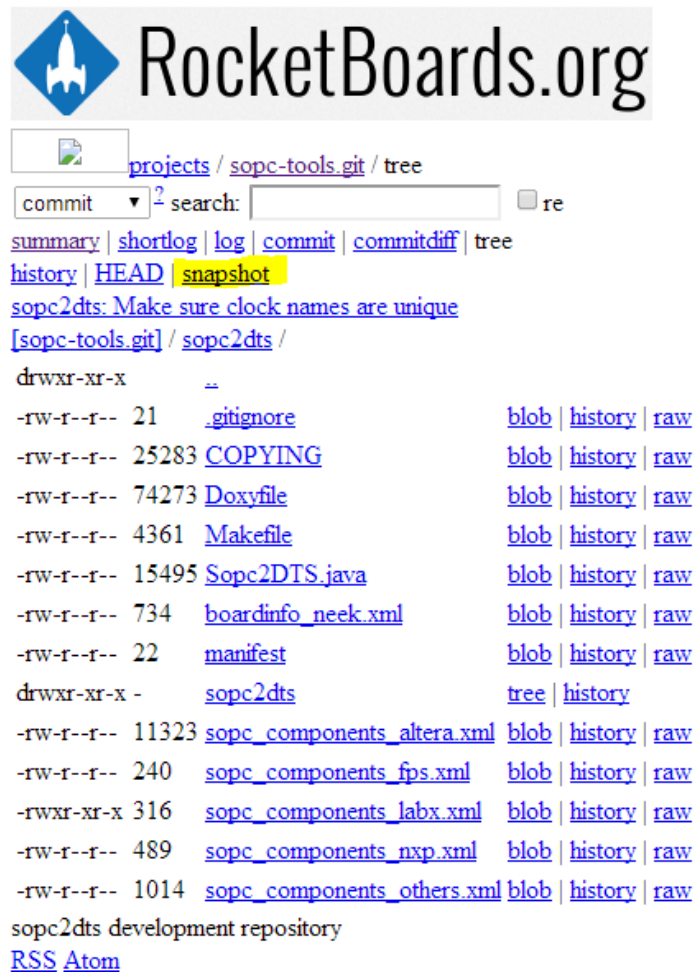 RocketBoards.org
projects / sopc-tools.git / tree
commit ? search: re
summary | shortlog | log | commit | commitdiff | tree
history | HEAD | snapshot
sopc2dts: Make sure clock names are unique
[sopc-tools.git] / sopc2dts /
drwxr-xr-x ..
-rw-r--r-- 21 .gitignore blob | history | raw
-rw-r--r-- 25283 COPYING blob | history | raw
-rw-r--r-- 74273 Doxyfile blob | history | raw
-rw-r--r-- 4361 Makefile blob | history | raw
-rw-r--r-- 15495 Sopc2DTS.java blob | history | raw
-rw-r--r-- 734 boardinfo_neek.xml blob | history | raw
-rw-r--r-- 22 manifest blob | history | raw
drwxr-xr-x - sopc2dts tree | history
-rw-r--r-- 11323 sopc_components_altera.xml blob | history | raw
-rw-r--r-- 240 sopc_components_fps.xml blob | history | raw
-rwxr-xr-x 316 sopc_components_labx.xml blob | history | raw
-rw-r--r-- 489 sopc_components_nxp.xml blob | history | raw
-rw-r--r-- 1014 sopc_components_others.xml blob | history | raw
sopc2dts development repository
RSS Atom